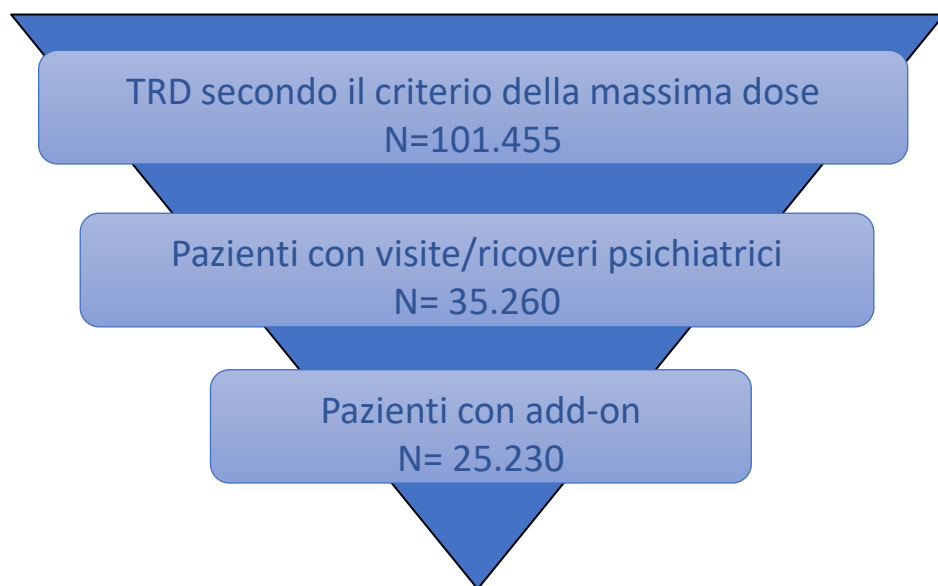 TRD secondo il criterio della massima dose
N=101.455
Pazienti con visite/ricoveri psichiatrici
N= 35.260
Pazienti con add-on
N= 25.230